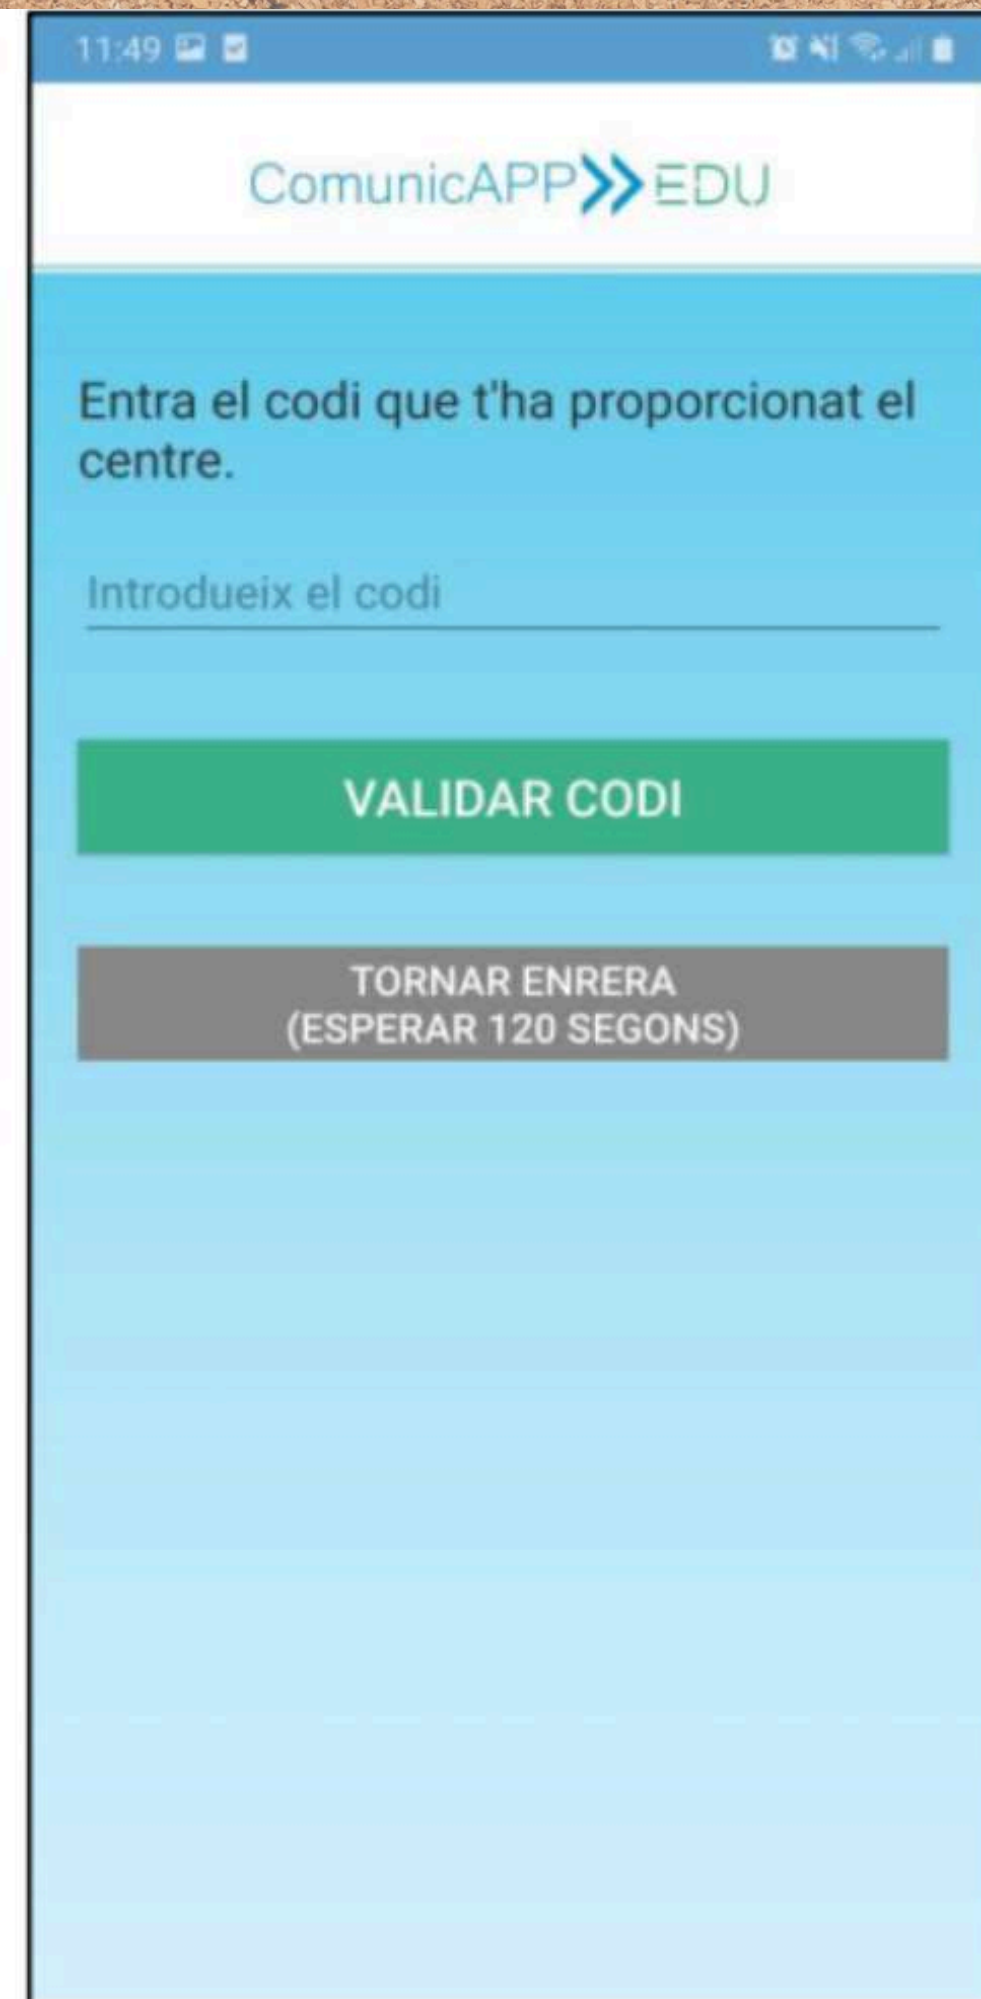 11:49
ComunicAPP EDU
Entra el codi que t'ha proporcionat el
centre.
Introdueix el codi
VALIDAR CODI
TORNAR ENRERA
(ESPERAR 120 SEGONS)